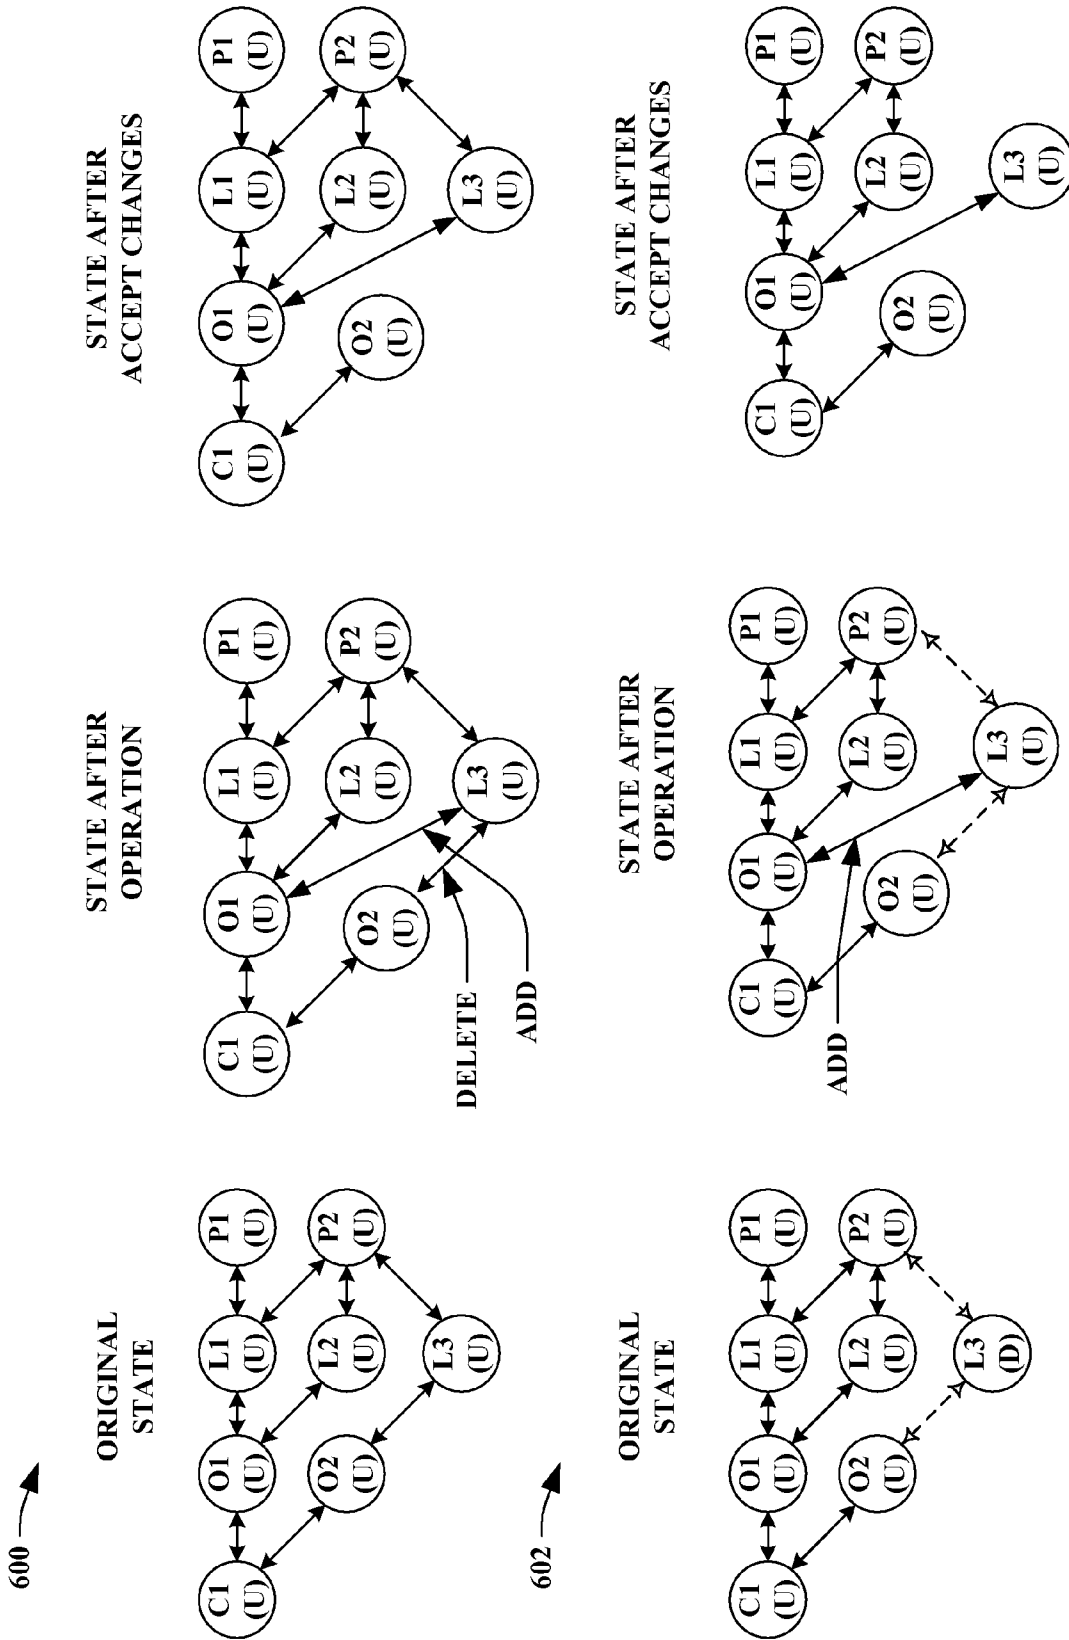 600
ORIGINAL
STATE
STATE AFTER
OPERATION
STATE AFTER
ACCEPT CHANGES
C1
(U)
O1
(U)
L1
(U)
P1
(U)
O2
(U)
L2
(U)
P2
(U)
L3
(U)
C1
(U)
O1
(U)
L1
(U)
P1
(U)
O2
(U)
L2
(U)
P2
(U)
L3
(U)
DELETE
ADD
C1
(U)
O1
(U)
L1
(U)
P1
(U)
O2
(U)
L2
(U)
P2
(U)
L3
(U)
602
ORIGINAL
STATE
STATE AFTER
OPERATION
STATE AFTER
ACCEPT CHANGES
C1
(U)
O1
(U)
L1
(U)
P1
(U)
O2
(U)
L2
(U)
P2
(U)
L3
(D)
C1
(U)
O1
(U)
L1
(U)
P1
(U)
O2
(U)
L2
(U)
P2
(U)
L3
(U)
ADD
C1
(U)
O1
(U)
L1
(U)
P1
(U)
O2
(U)
L2
(U)
P2
(U)
L3
(U)